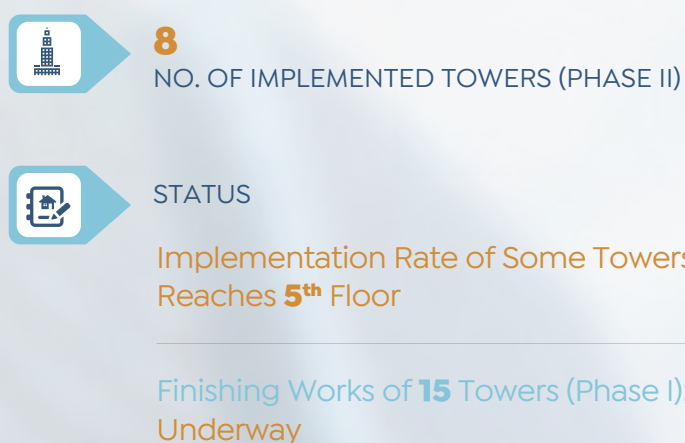 8
NO. OF IMPLEMENTED TOWERS (PHASE II)
STATUS
Implementation Rate of Some Towers
Reaches 5th Floor
Finishing Works of 15 Towers (Phase I):
Underway